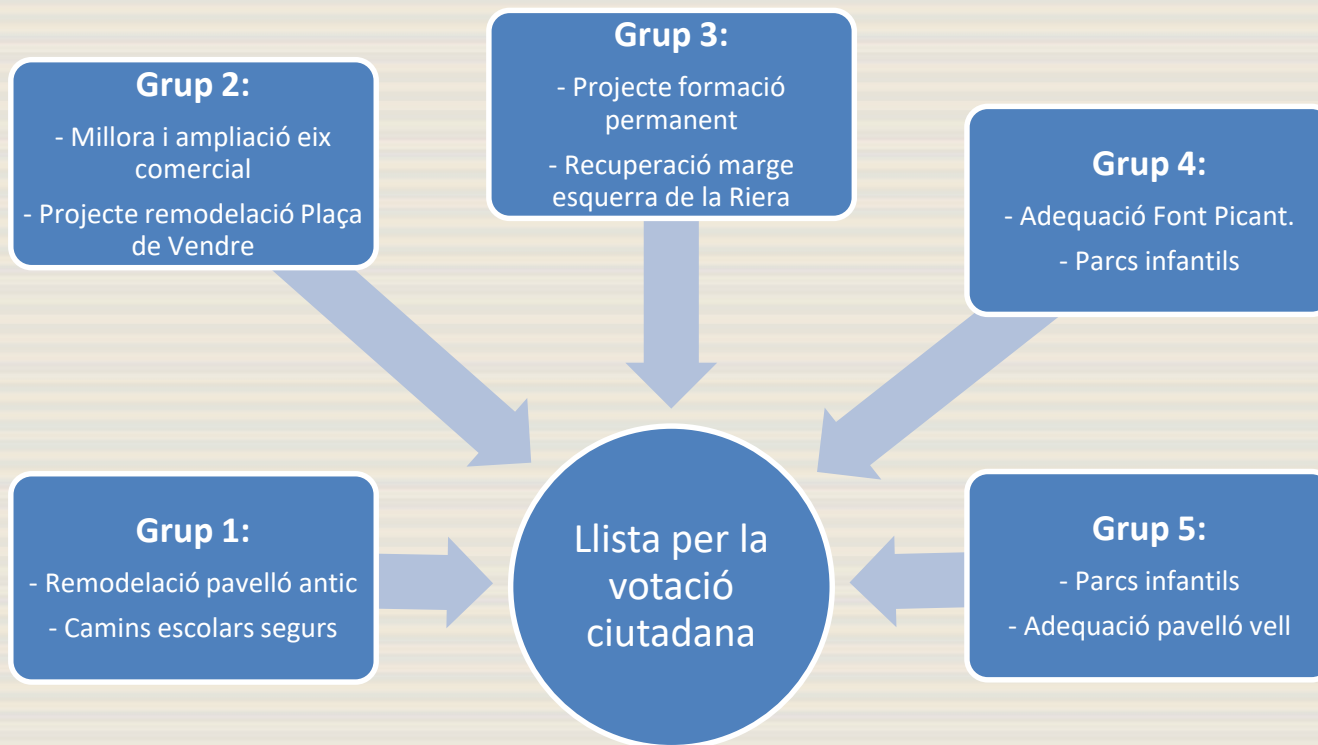 Grup 3:
- Projecte formació
permanent
- Recuperació marge
esquerra de la Riera
Grup 2:
- Millora i ampliació eix
comercial
- Projecte remodelació Plaça
de Vendre
Grup 4:
- Adequació Font Picant.
- Parcs infantils
Grup 1:
- Remodelació pavelló antic
- Camins escolars segurs
Llista per la
votació
ciutadana
Grup 5:
- Parcs infantils
- Adequació pavelló vell